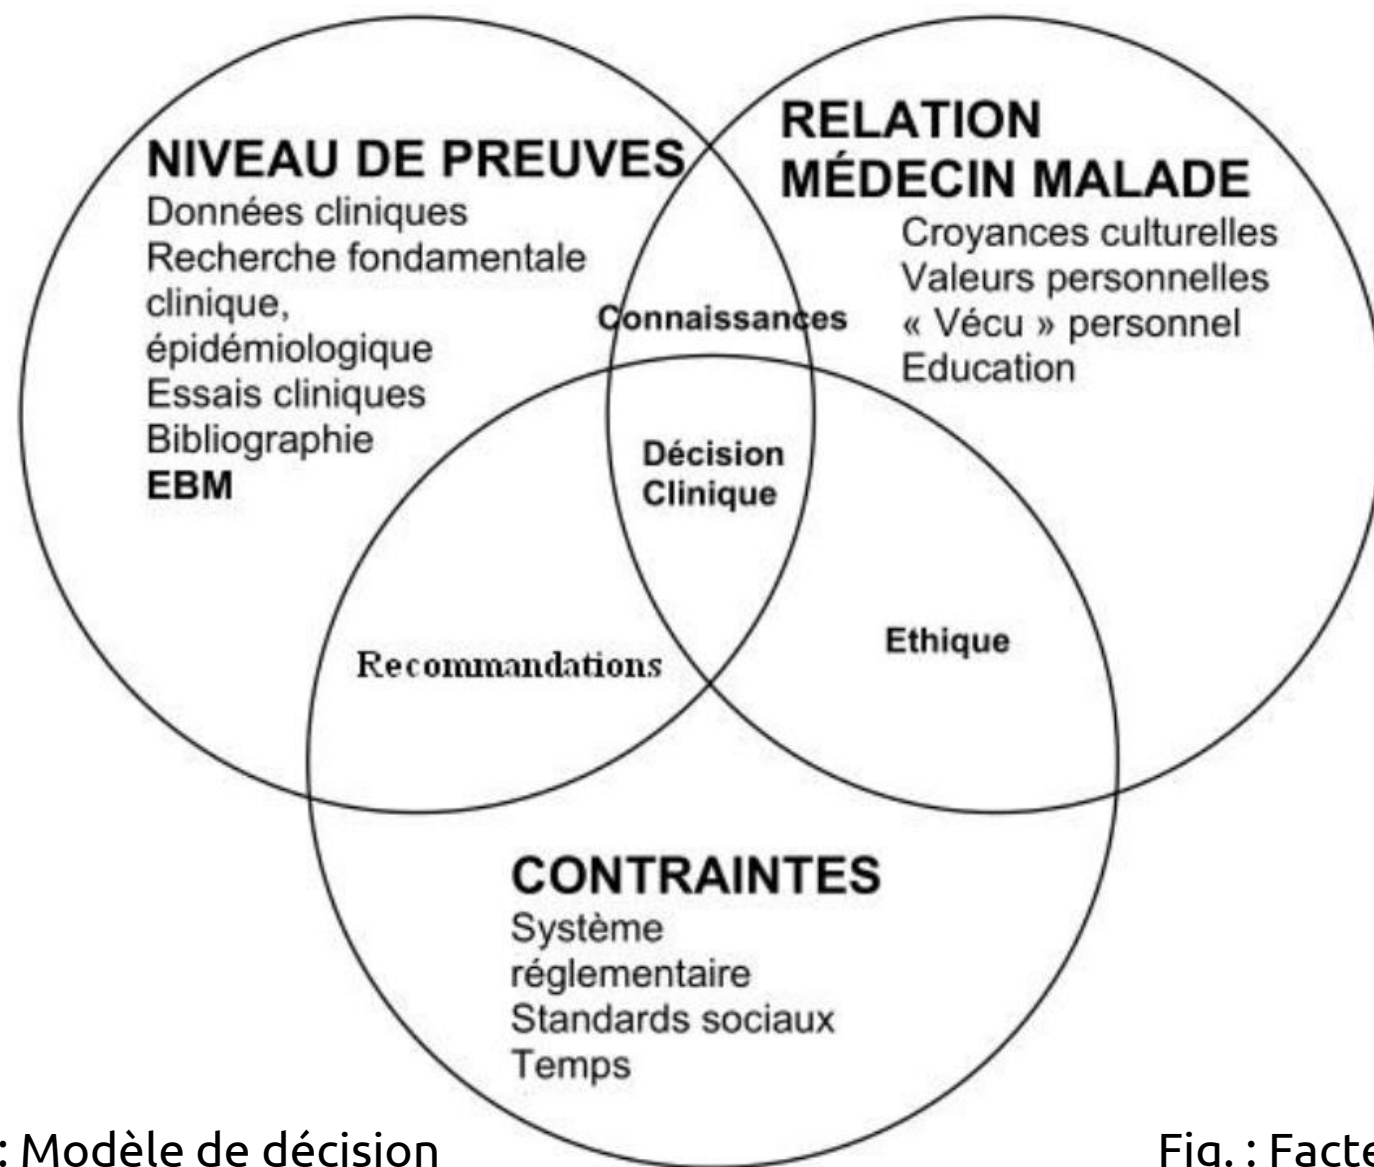 NIVEAU DE PREUVES
Données cliniques
Recherche fondamentale
clinique,
épidémiologique
Essais cliniques
Bibliographie
EBM
RELATION
MÉDECIN MALADE
Croyances culturelles
Valeurs personnelles
« Vécu » personnel
Education
Connaissances
Décision
Clinique
Recommandations
Ethique
CONTRAINTES
Système
réglementaire
Standards sociaux
Temps
: Modèle de décision
Fig. : Facte